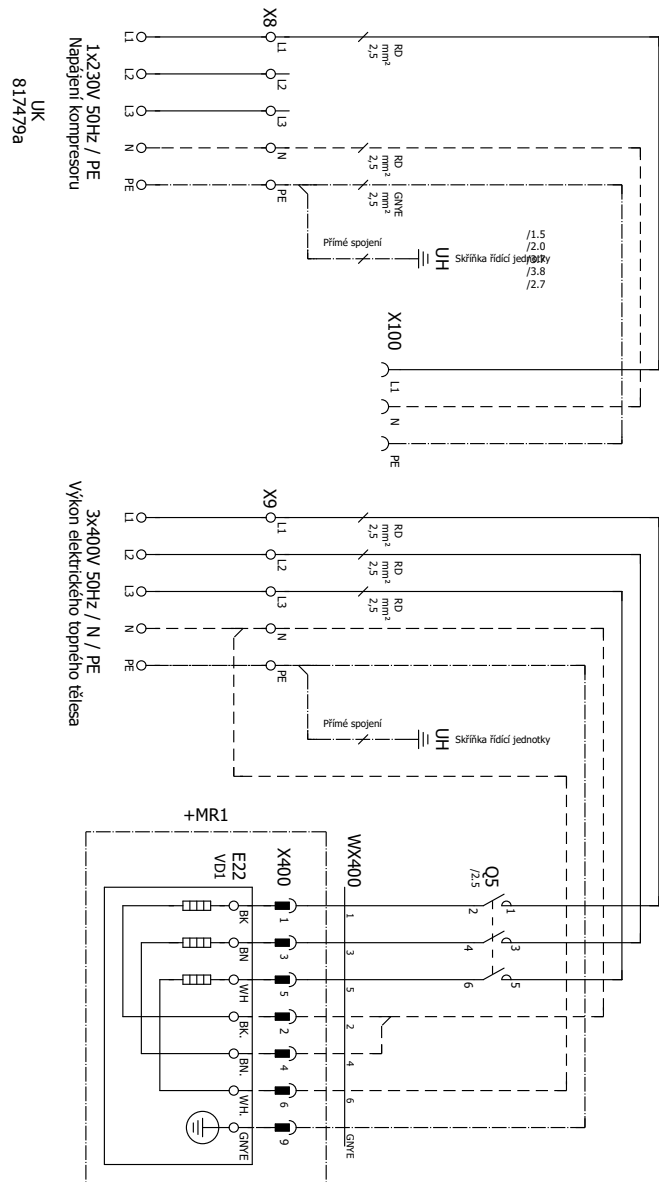 X8
L1
L1
RD
2,5 mm²
L2
L2
L3
L3
N
N
RD
2,5 mm²
PE
PE
GNYE
2,5 mm²
1x230V 50Hz / PE
Napájení kompresoru
UK
817479a
Přímé spojení
UH
Skříňka řídící jednotky
/1.5
/2.0
/3.8
/2.7
X100
L1
N
PE
X9
L1
L1
RD
2,5 mm²
L2
L2
RD
2,5 mm²
L3
L3
RD
2,5 mm²
N
N
PE
PE
3x400V 50Hz / N / PE
Výkon elektrického topného tělesa
Přímé spojení
UH
Skříňka řídící jednotky
+MR1
E22
VD1
X400
WX400
Q5
/2.5
BK
1
1
2
1
BN
3
3
4
3
WH
5
5
6
5
BK.
2
2
BN.
4
4
WH.
6
6
GNYE
9
GNYE